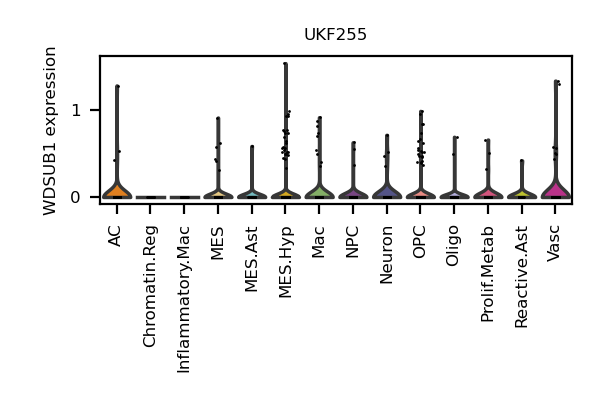 UKF255
WDSUB1 expression
1
0
AC
Chromatin.Reg
Inflammatory.Mac
MES
MES.Ast
MES.Hyp
Mac
NPC
Neuron
OPC
Oligo
Prolif.Metab
Reactive.Ast
Vasc